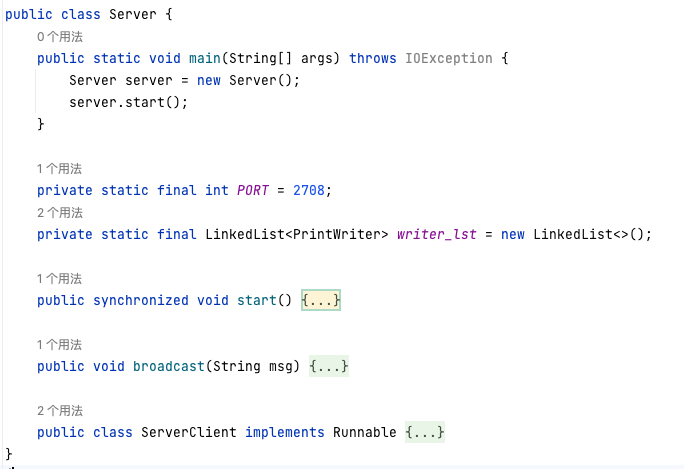 public class Server {
0 个用法
public static void main(String[] args) throws IOException {
Server server = new Server();
server.start();
}
1 个用法
private static final int PORT = 2708;
2 个用法
private static final LinkedList<PrintWriter> writer_lst = new LinkedList<>();
1 个用法
public synchronized void start() {...}
1 个用法
public void broadcast(String msg) {...}
2 个用法
public class ServerClient implements Runnable {...}
}